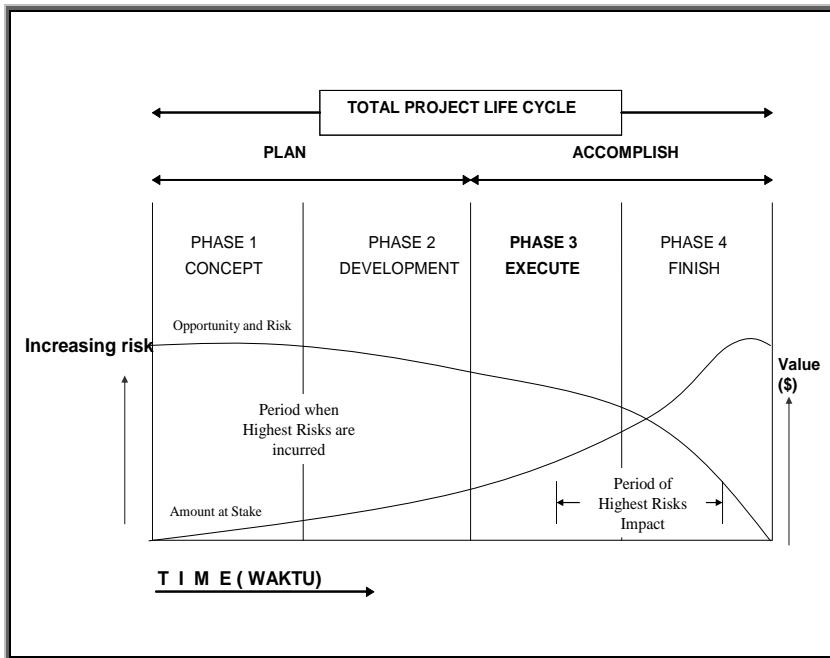 TOTAL PROJECT LIFE CYCLE
PLAN
ACCOMPLISH
PHASE 1
CONCEPT
PHASE 2
DEVELOPMENT
PHASE 3
EXECUTE
PHASE 4
FINISH
Opportunity and Risk
Increasing risk
Value
($)
Period when
Highest Risks are
incurred
Period of
Highest Risks
Impact
Amount at Stake
T I M E ( WAKTU)